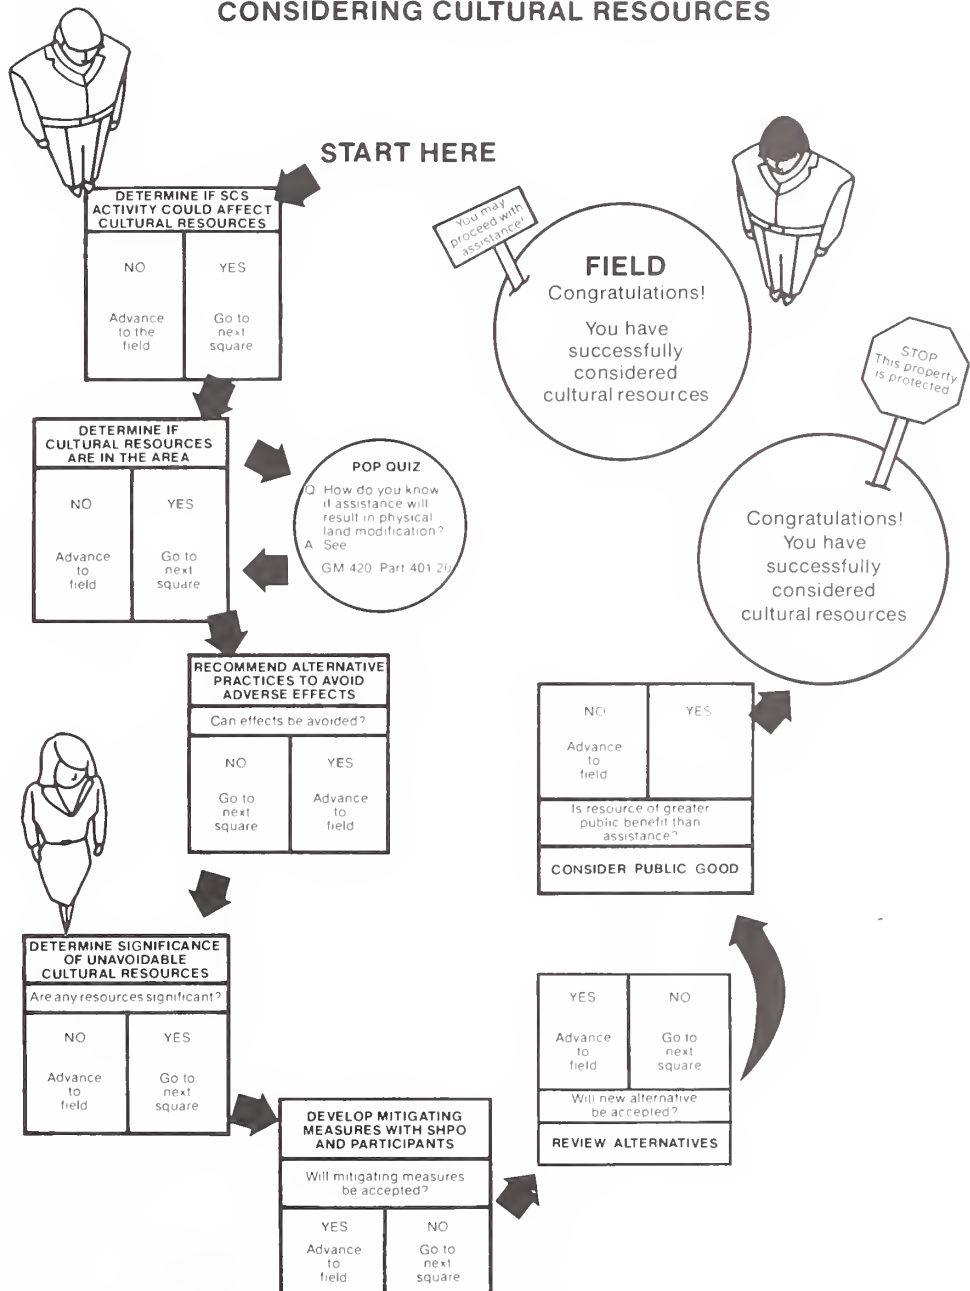 CONSIDERING CULTURAL RESOURCES
START HERE
DETERMINE IF SCS
ACTIVITY COULD AFFECT
CULTURAL RESOURCES
NO
Advance
to the
field
YES
Go to
next
square
You may
proceed with
assistance!
FIELD
Congratulations!
You have
successfully
considered
cultural resources
DETERMINE IF
CULTURAL RESOURCES
ARE IN THE AREA
NO
Advance
to
field
YES
Go to
next
square
POP QUIZ
Q How do you know
if assistance will
result in physical
land modification?
A See
GM 420 Part 401 20
RECOMMEND ALTERNATIVE
PRACTICES TO AVOID
ADVERSE EFFECTS
Can effects be avoided?
NO
Go to
next
square
YES
Advance
to
field
DETERMINE SIGNIFICANCE
OF UNAVOIDABLE
CULTURAL RESOURCES
Are any resources significant?
NO
Advance
to
field
YES
Go to
next
square
DEVELOP MITIGATING
MEASURES WITH SHPO
AND PARTICIPANTS
Will mitigating measures
be accepted?
YES
Advance
to
field
NO
Go to
next
square
YES
Advance
to
field
NO
Go to
next
square
Will new alternative
be accepted?
REVIEW ALTERNATIVES
NO
Advance
to
field
YES
Is resource of greater
public benefit than
assistance?
CONSIDER PUBLIC GOOD
STOP
This property
is protected
Congratulations!
You have
successfully
considered
cultural resources